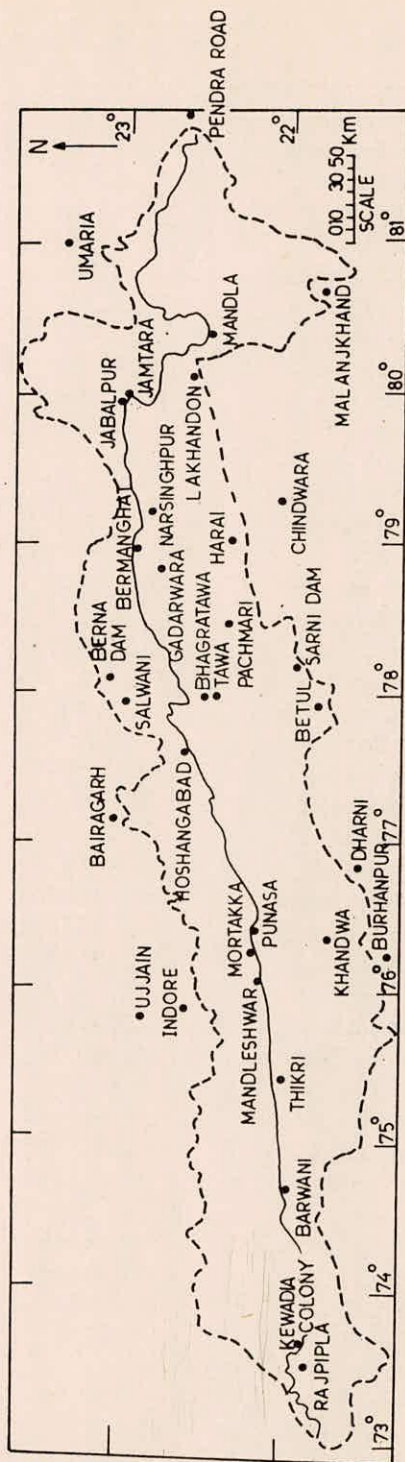 N
23°
22°
PENDRA ROAD
UMARIA
0 10 30 50 Km
SCALE
81°
MANDLA
MALANJKHAND
80°
JABALPUR
JAMTARA
LAKHANDON
NARSINGHPUR
BERMANGHAT
HARAI
CHINDWARA
79°
GADARWARA
BERNA
DAM
SALWANI
BHAGRATAWA
TAWA
PACHMARI
SARNI DAM
BETUL
78°
BAIRAGARH
HOSHANGABAD
77°
DHARNI
BURHANPUR
KHANDWA
MORTAKKA
PUNASA
76°
UJJAIN
INDORE
MANDLESHWAR
THIKRI
75°
BARWANI
74°
KEWADIA
COLONY
RAJPIPLA
73°